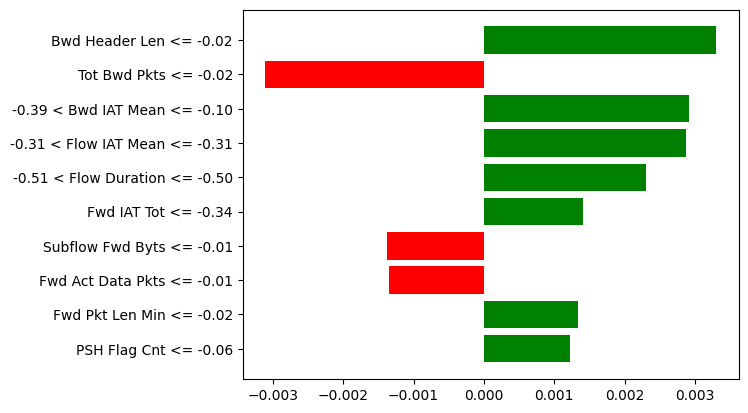 Bwd Header Len <= -0.02
Tot Bwd Pkts <= -0.02
-0.39 < Bwd IAT Mean <= -0.10
-0.31 < Flow IAT Mean <= -0.31
-0.51 < Flow Duration <= -0.50
Fwd IAT Tot <= -0.34
Subflow Fwd Byts <= -0.01
Fwd Act Data Pkts <= -0.01
Fwd Pkt Len Min <= -0.02
PSH Flag Cnt <= -0.06
−0.003 −0.002 −0.001 0.000 0.001 0.002 0.003